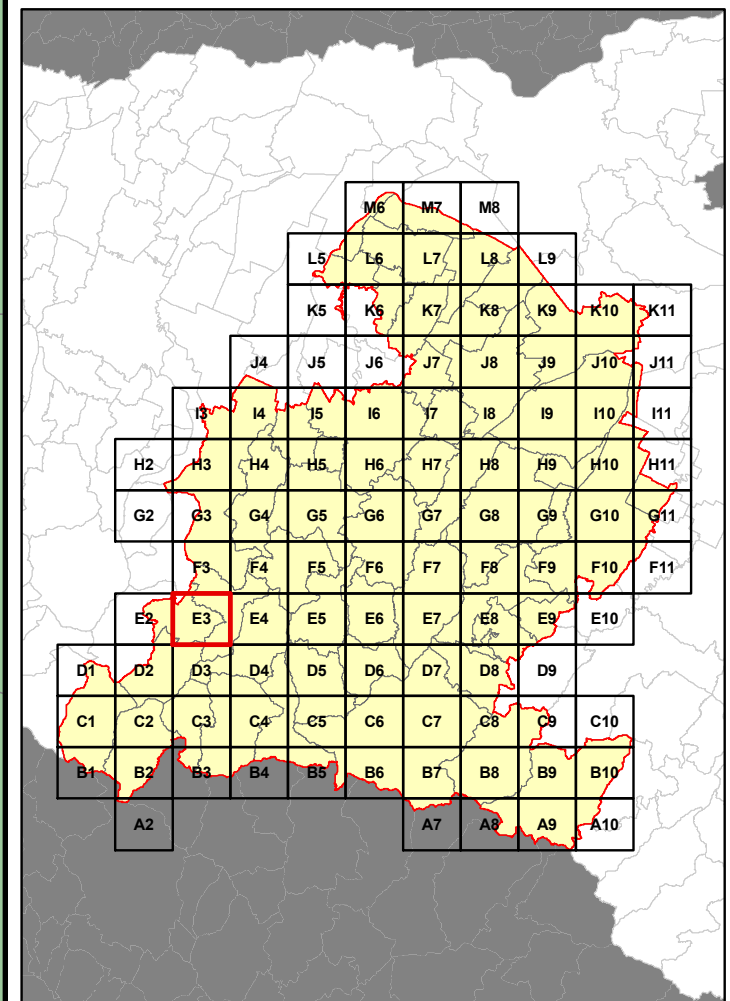 M6 M7 M8
L5 L6 L7 L8 L9
K5 K6 K7 K8 K9 K10 K11
J4 J5 J6 J7 J8 J9 J10 J11
I3 I4 I5 I6 I7 I8 I9 I10 I11
H2 H3 H4 H5 H6 H7 H8 H9 H10 H11
G2 G3 G4 G5 G6 G7 G8 G9 G10 G11
F3 F4 F5 F6 F7 F8 F9 F10 F11
E2 E3 E4 E5 E6 E7 E8 E9 E10
D1 D2 D3 D4 D5 D6 D7 D8 D9
C1 C2 C3 C4 C5 C6 C7 C8 C9 C10
B1 B2 B3 B4 B5 B6 B7 B8 B9 B10
A2 A7 A8 A9 A10